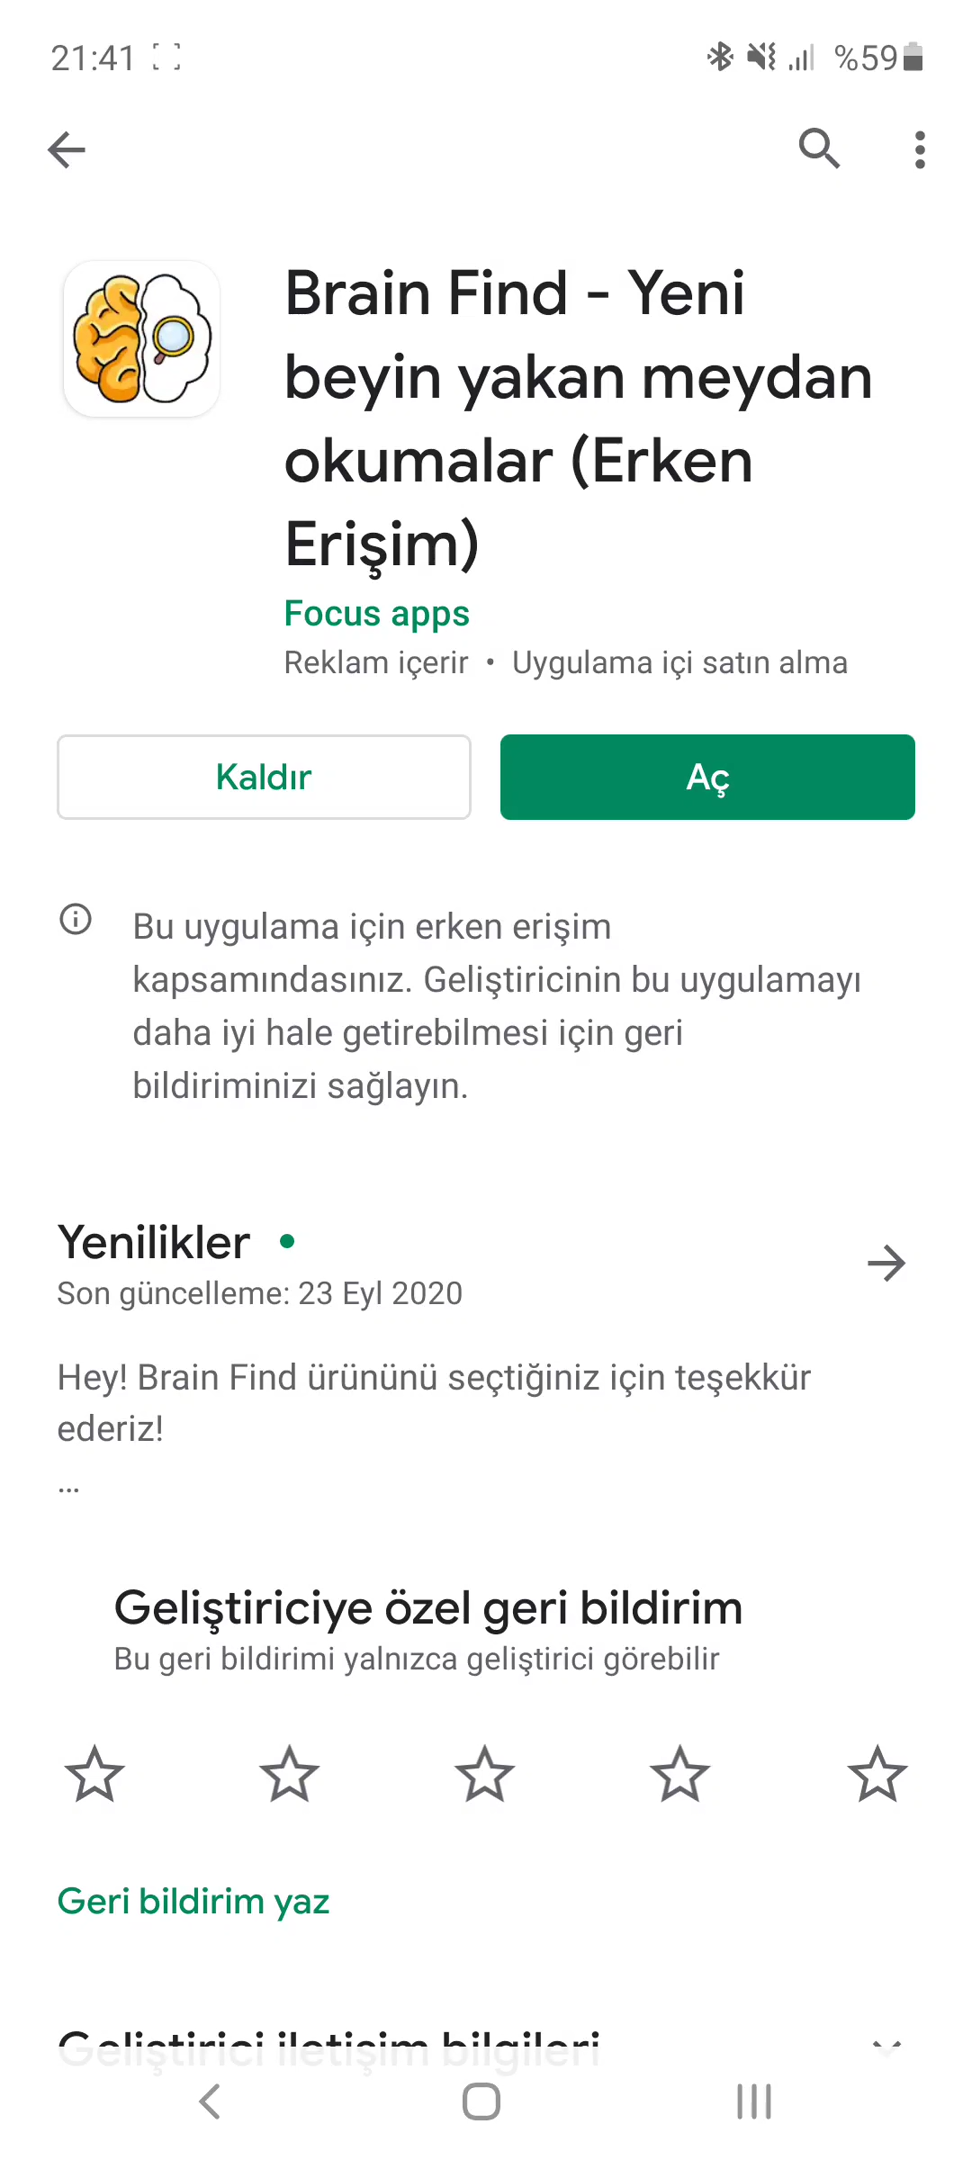 21:41 %59
Brain Find - Yeni
beyin yakan meydan
okumalar (Erken
Erişim)
Focus apps
Reklam içerir • Uygulama içi satın alma
Kaldır Aç
Bu uygulama için erken erişim
kapsamındasınız. Geliştiricinin bu uygulamayı
daha iyi hale getirebilmesi için geri
bildiriminizi sağlayın.
Yenilikler •
Son güncelleme: 23 Eyl 2020
Hey! Brain Find ürününü seçtiğiniz için teşekkür
ederiz!
...
Geliştiriciye özel geri bildirim
Bu geri bildirimi yalnızca geliştirici görebilir
Geri bildirim yaz
Geliştirici iletişim bilgileri